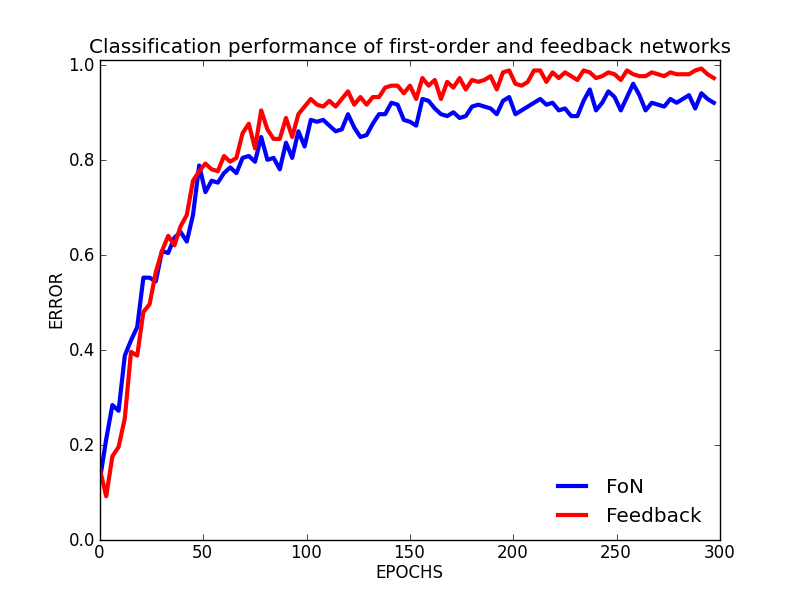 Classification performance of first-order and feedback networks
1.0
0.8
0.6
0.4
0.2
0.0
ERROR
0 50 100 150 200 250 300
EPOCHS
FoN
Feedback